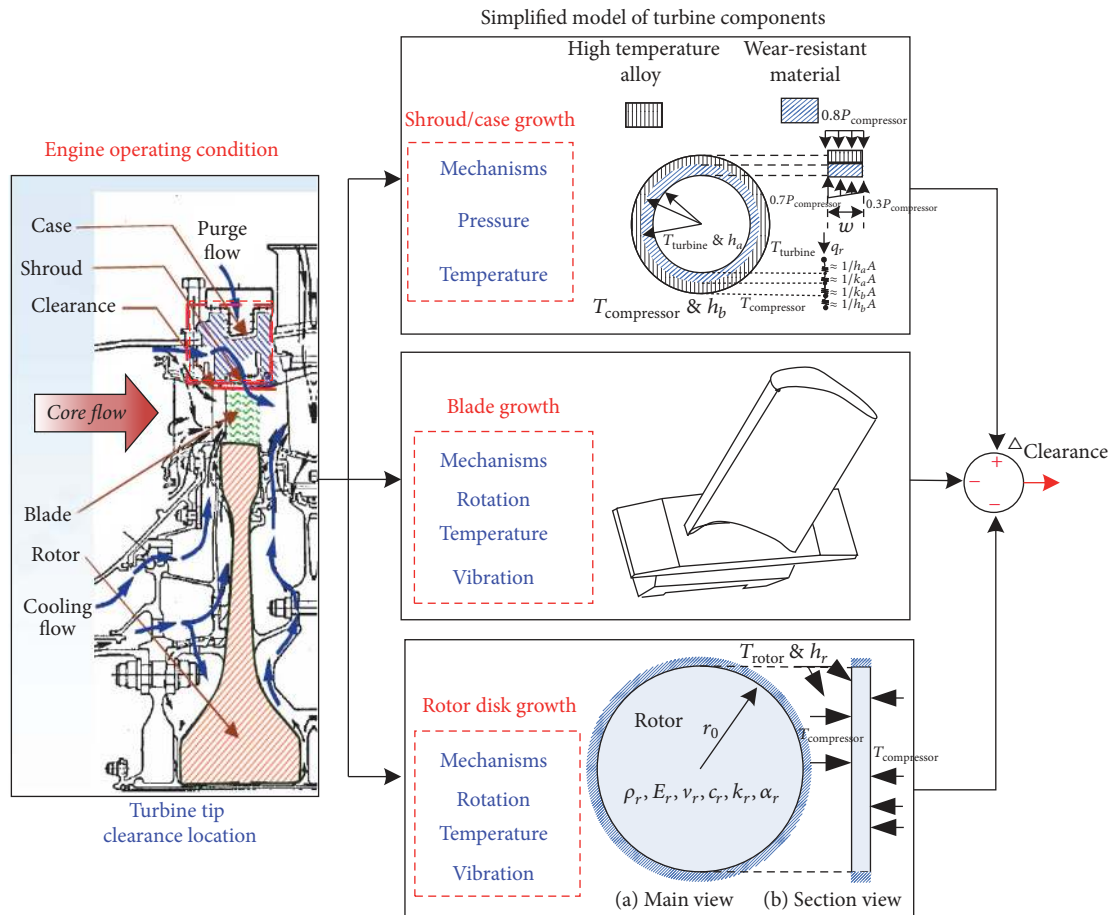 Simplified model of turbine components
High temperature
alloy
Wear-resistant
material
Shroud/case growth
Mechanisms
Pressure
Temperature
0.8P_compressor
0.7P_compressor
0.3P_compressor
w
T_turbine & h_a
T_turbine
q_r
≈ 1/h_aA
≈ 1/k_aA
≈ 1/k_bA
≈ 1/h_bA
T_compressor
T_compressor & h_b
Engine operating condition
Case
Purge
flow
Shroud
Clearance
Core flow
Blade
Rotor
Cooling
flow
Turbine tip
clearance location
Blade growth
Mechanisms
Rotation
Temperature
Vibration
△Clearance
+
−
−
Rotor disk growth
Mechanisms
Rotation
Temperature
Vibration
T_rotor & h_r
Rotor
r_0
T_compressor
T_compressor
ρ_r, E_r, ν_r, c_r, k_r, α_r
(a) Main view
(b) Section view